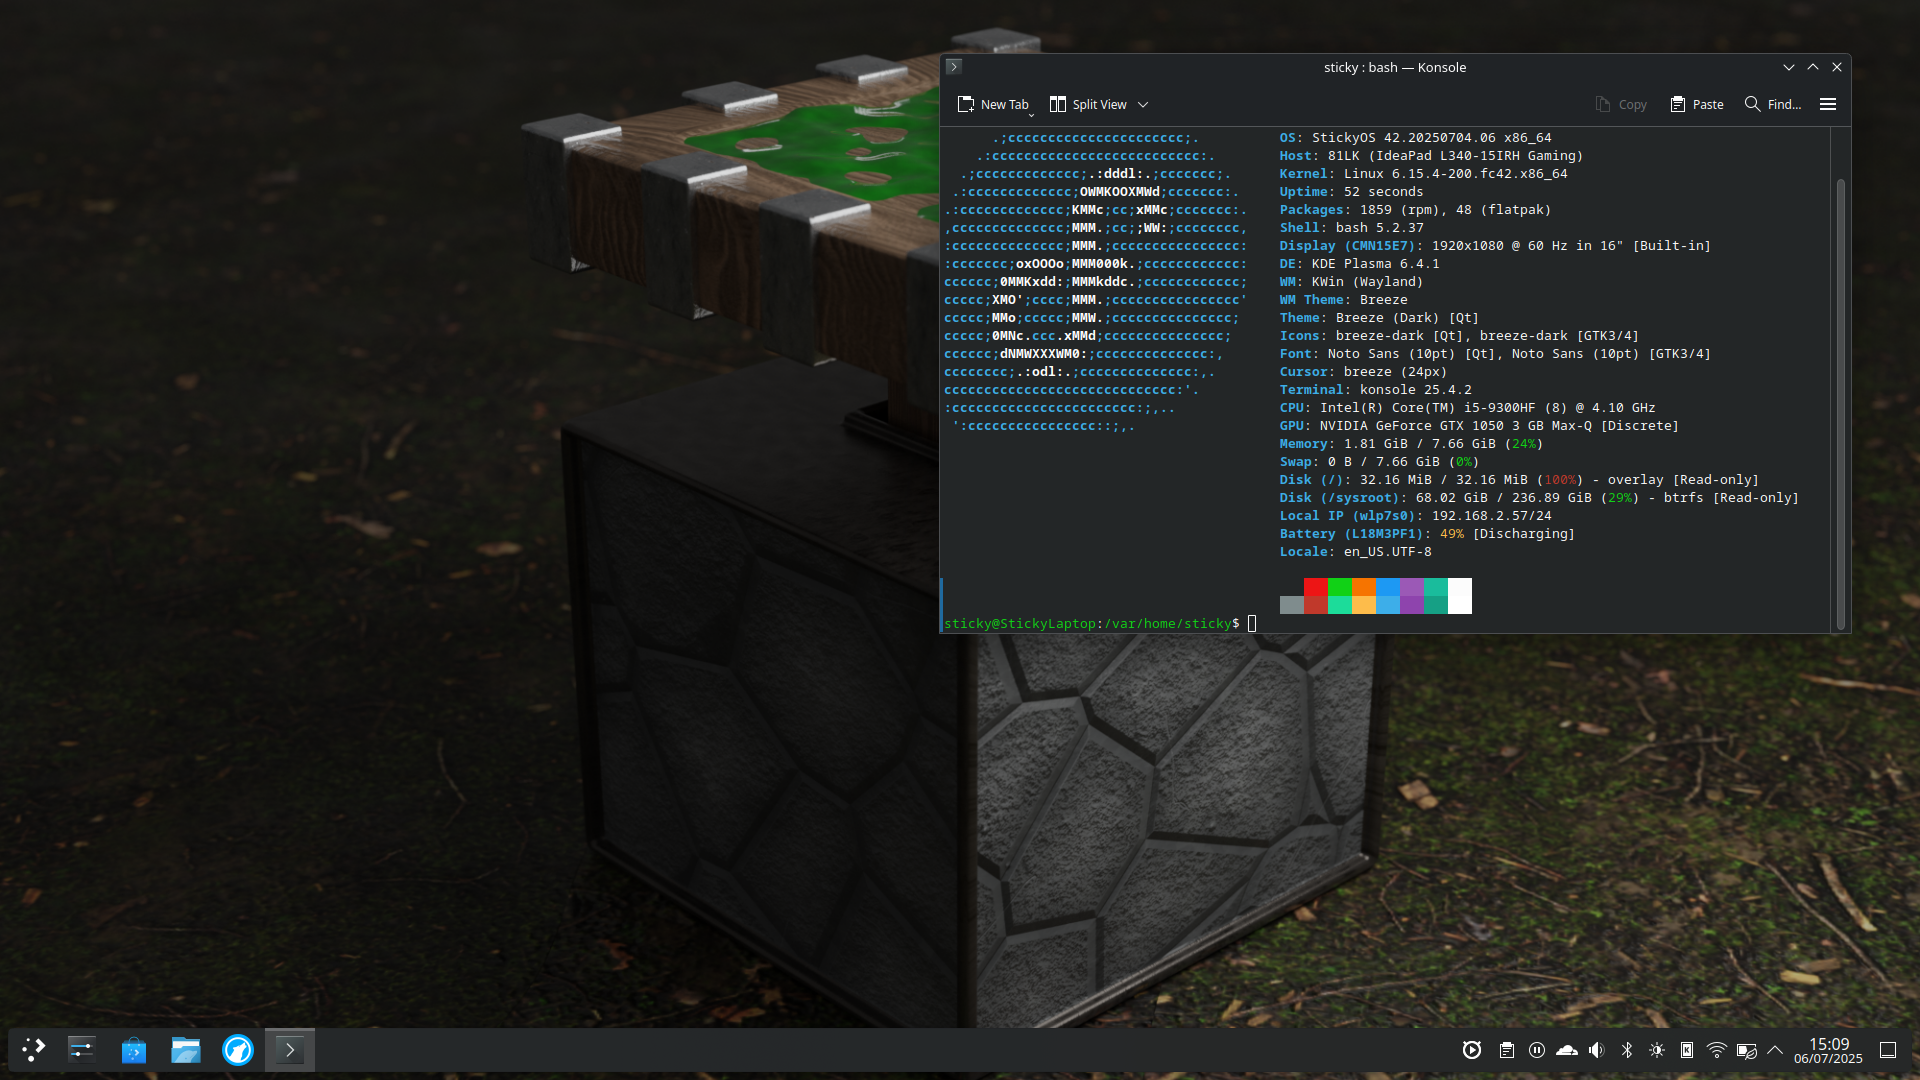 sticky : bash — Konsole
New Tab
Split View
Copy
Paste
Find...
.;cccccccccccccccccccccc;.
.:cccccccccccccccccccccccccc:.
.;ccccccccccccc;.:dddl:.;ccccccc;.
.:ccccccccccccc;OWMKOOXMWd;ccccccc:.
.:ccccccccccccc;KMMc;cc;xMMc;ccccccc:.
,cccccccccccccc;MMM.;cc;;WW:;cccccccc,
:cccccccccccccc;MMM.;cccccccccccccccc:
:ccccccc;oxOOOo;MMM000k.;cccccccccccc:
cccccc;0MMKxdd:;MMMkddc.;cccccccccccc;
ccccc;XMO';cccc;MMM.;cccccccccccccccc'
ccccc;MMo;ccccc;MMW.;ccccccccccccccc;
ccccc;0MNc.ccc.xMMd;ccccccccccccccc;
cccccc;dNMWXXXWM0:;cccccccccccccc:,
cccccccc;.:odl:.;cccccccccccccc:,.
ccccccccccccccccccccccccccccc:'.
:ccccccccccccccccccccccc:;,..
':cccccccccccccccc::;,.
OS: StickyOS 42.20250704.06 x86_64
Host: 81LK (IdeaPad L340-15IRH Gaming)
Kernel: Linux 6.15.4-200.fc42.x86_64
Uptime: 52 seconds
Packages: 1859 (rpm), 48 (flatpak)
Shell: bash 5.2.37
Display (CMN15E7): 1920x1080 @ 60 Hz in 16" [Built-in]
DE: KDE Plasma 6.4.1
WM: KWin (Wayland)
WM Theme: Breeze
Theme: Breeze (Dark) [Qt]
Icons: breeze-dark [Qt], breeze-dark [GTK3/4]
Font: Noto Sans (10pt) [Qt], Noto Sans (10pt) [GTK3/4]
Cursor: breeze (24px)
Terminal: konsole 25.4.2
CPU: Intel(R) Core(TM) i5-9300HF (8) @ 4.10 GHz
GPU: NVIDIA GeForce GTX 1050 3 GB Max-Q [Discrete]
Memory: 1.81 GiB / 7.66 GiB (24%)
Swap: 0 B / 7.66 GiB (0%)
Disk (/): 32.16 MiB / 32.16 MiB (100%) - overlay [Read-only]
Disk (/sysroot): 68.02 GiB / 236.89 GiB (29%) - btrfs [Read-only]
Local IP (wlp7s0): 192.168.2.57/24
Battery (L18M3PF1): 49% [Discharging]
Locale: en_US.UTF-8
sticky@StickyLaptop:/var/home/sticky$
15:09
06/07/2025